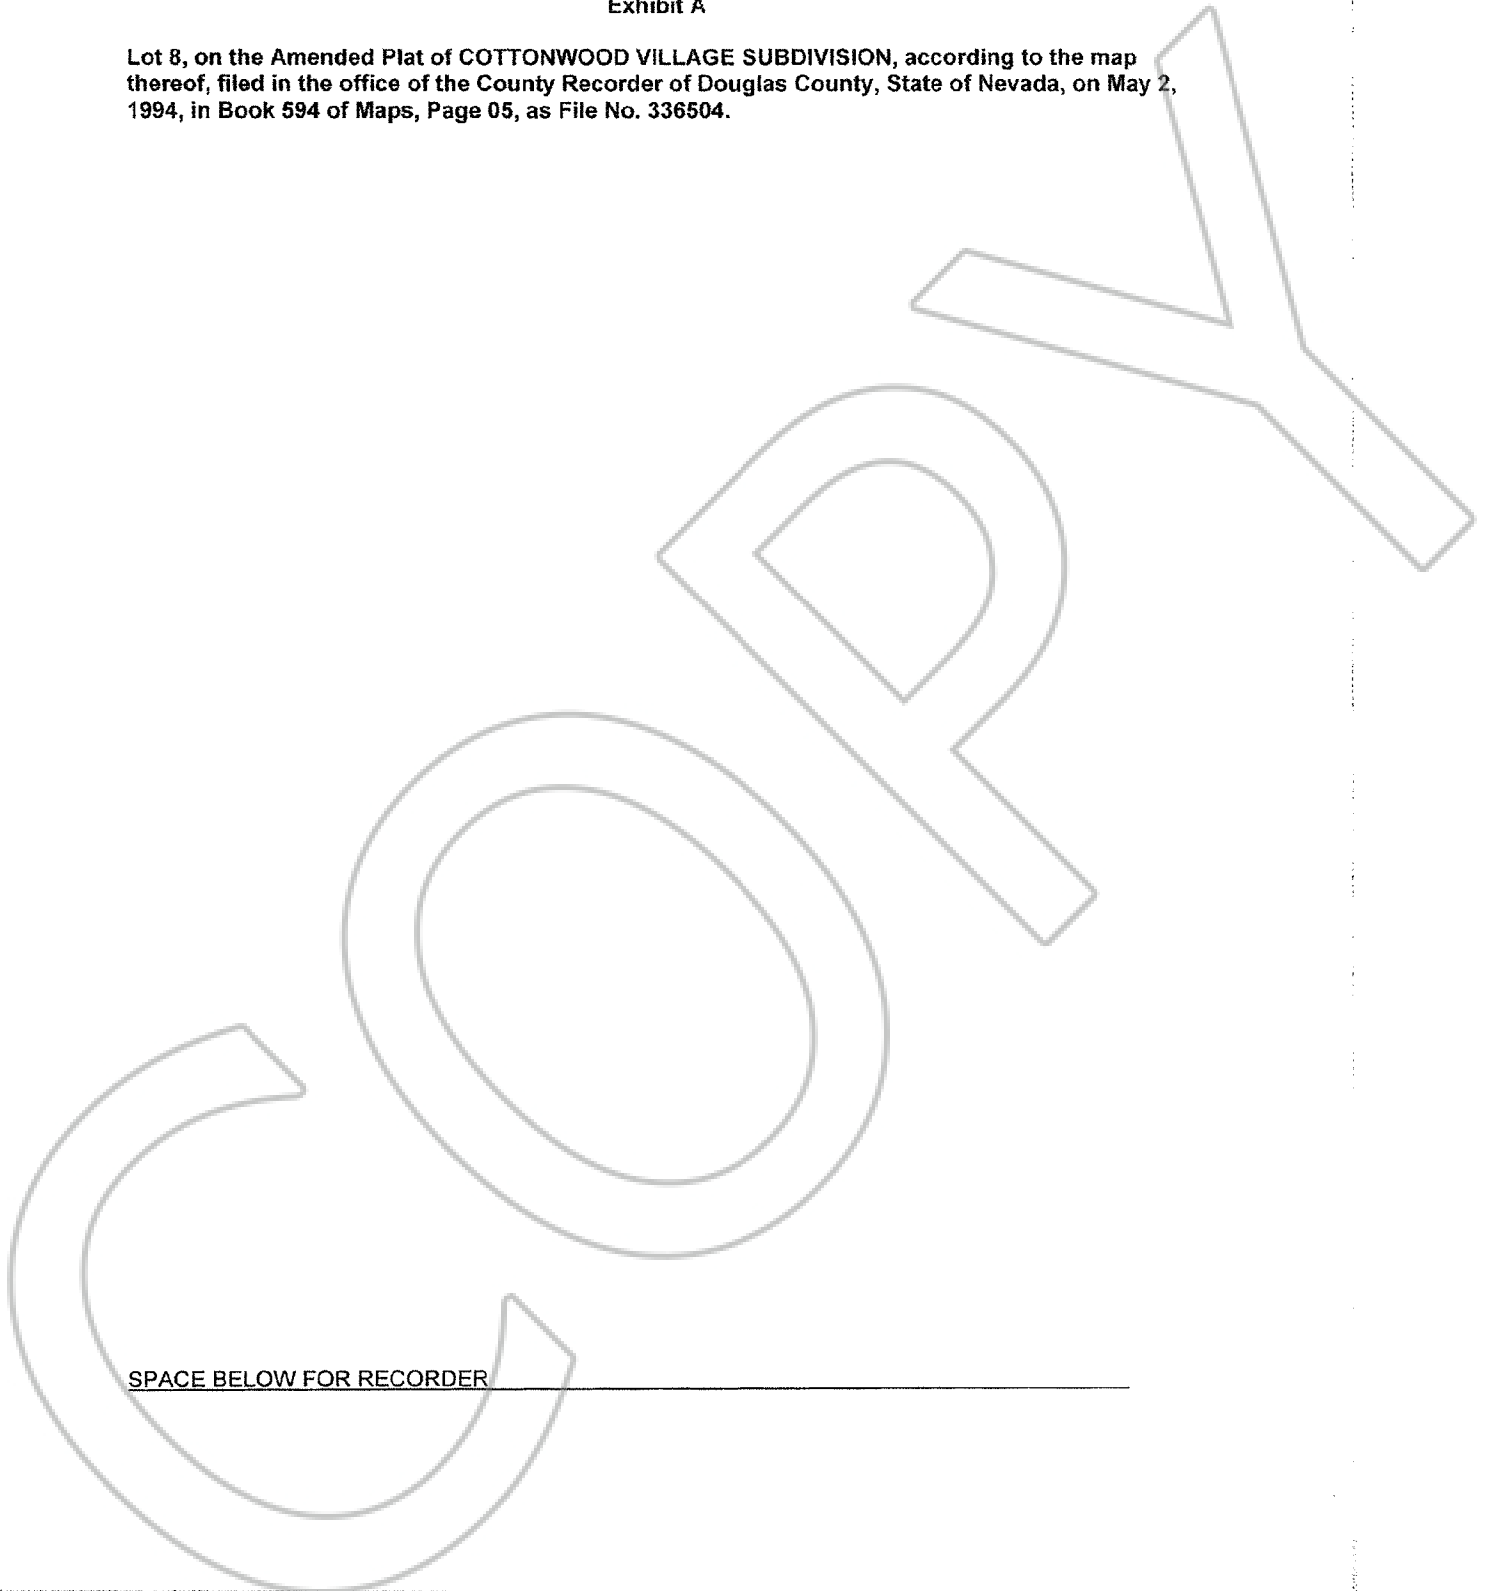 Exhibit A
Lot 8, on the Amended Plat of COTTONWOOD VILLAGE SUBDIVISION, according to the map
thereof, filed in the office of the County Recorder of Douglas County, State of Nevada, on May 2,
1994, in Book 594 of Maps, Page 05, as File No. 336504.
COPY
SPACE BELOW FOR RECORDER